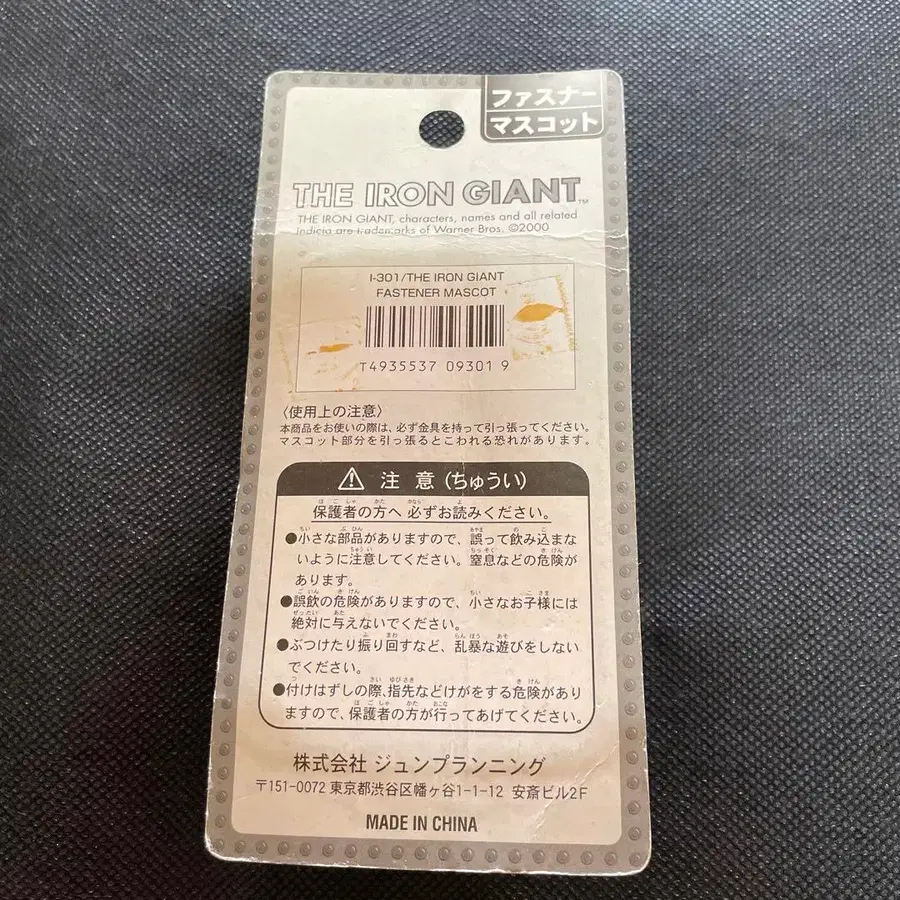 ファスナー
マスコット
THE IRON GIANT™
THE IRON GIANT, characters, names and all related
Indicia are trademarks of Warner Bros. ©2000
I-301/THE IRON GIANT
FASTENER MASCOT
T4935537 09301 9
〈使用上の注意〉
本商品をお使いの際は、必ず金具を持って引っ張ってください。
マスコット部分を引っ張るとこわれる恐れがあります。
⚠ 注 意 (ちゅうい)
保護者の方へ 必ずお読みください。
●小さな部品がありますので、誤って飲み込まな
いように注意してください。窒息などの危険が
あります。
●誤飲の危険がありますので、小さなお子様には
絶対に与えないでください。
●ぶつけたり振り回すなど、乱暴な遊びをしない
でください。
●付けはずしの際、指先などけがをする危険があり
ますので、保護者の方が行ってあげてください。
株式会社 ジュンプランニング
〒151-0072 東京都渋谷区幡ヶ谷1-1-12 安斎ビル2F
MADE IN CHINA